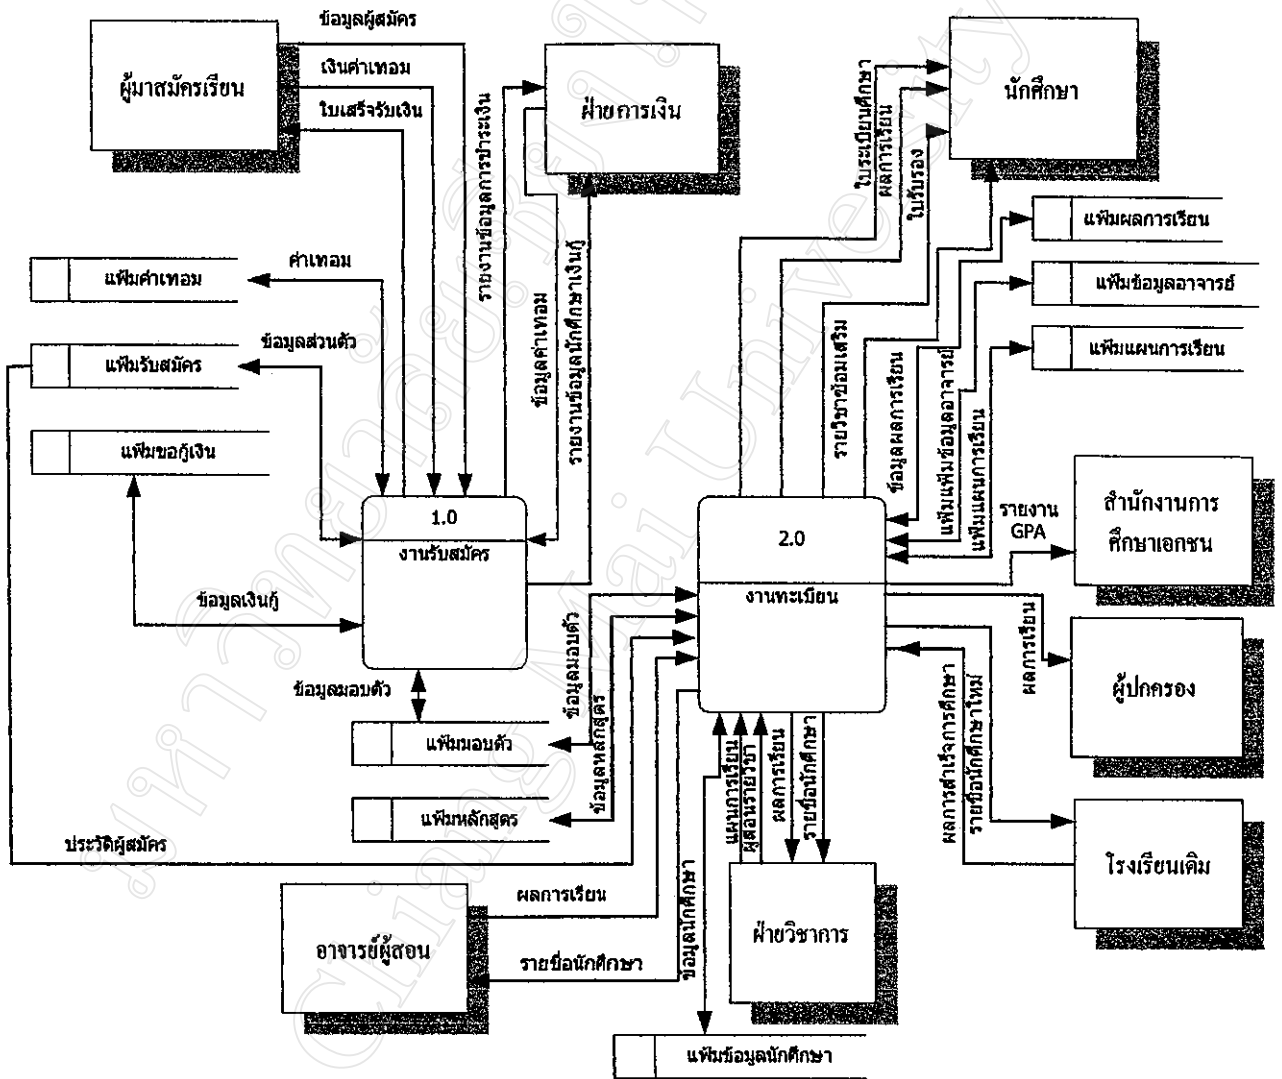 ข้อมูลผู้สมัคร
ผู้มาสมัครเรียน
เงินค่าเทอม
ใบเสร็จรับเงิน
ฝ่ายการเงิน
นักศึกษา
ใบระเบียนศึกษา
ผลการเรียน
ใบรับรอง
รายวิชาซ่อมเสริม
รายงานข้อมูลการชำระเงิน
ข้อมูลค่าเทอม
รายงานข้อมูลนักศึกษาเงินกู้
แฟ้มผลการเรียน
แฟ้มข้อมูลอาจารย์
แฟ้มแผนการเรียน
ค่าเทอม
แฟ้มค่าเทอม
ข้อมูลส่วนตัว
แฟ้มรับสมัคร
แฟ้มขอกู้เงิน
ข้อมูลผลการเรียน
แฟ้มแฟ้มข้อมูลอาจารย์
แฟ้มแผนการเรียน
1.0
งานรับสมัคร
2.0
งานทะเบียน
รายงาน
GPA
สำนักงานการ
ศึกษาเอกชน
ข้อมูลเงินกู้
ข้อมูลมอบตัว
แฟ้มมอบตัว
ข้อมูลมอบตัว
ข้อมูลหลักสูตร
แฟ้มหลักสูตร
ผลการเรียน
ผู้ปกครอง
แผนการเรียน
ผู้สอนรายวิชา
ผลการเรียน
รายชื่อนักศึกษา
ผลการสำเร็จการศึกษา
รายชื่อนักศึกษาใหม่
โรงเรียนเดิม
ประวัติผู้สมัคร
อาจารย์ผู้สอน
ผลการเรียน
รายชื่อนักศึกษา
ข้อมูลนักศึกษา
ฝ่ายวิชาการ
แฟ้มข้อมูลนักศึกษา
Chiang Mai University